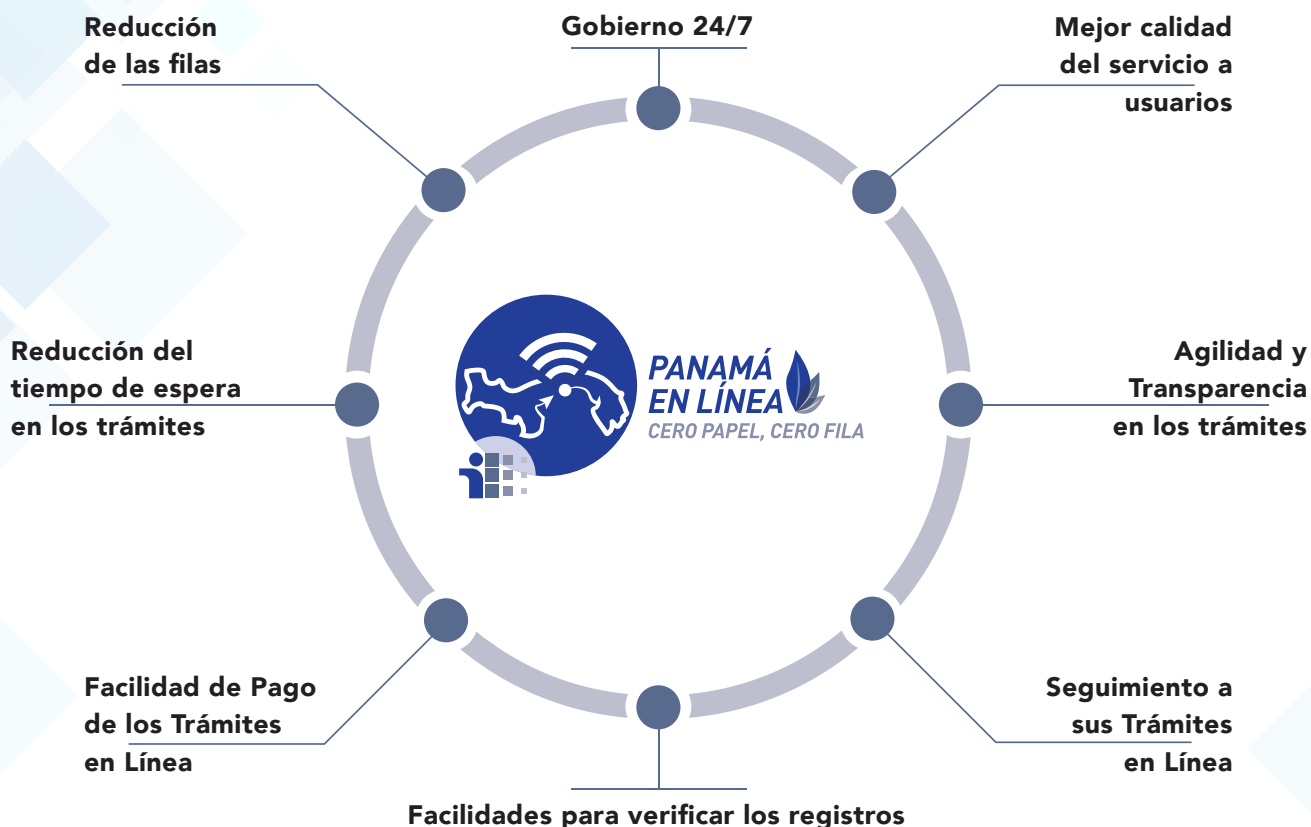 Reducción
de las filas
Gobierno 24/7
Mejor calidad
del servicio a
usuarios
Reducción del
tiempo de espera
en los trámites
PANAMÁ
EN LÍNEA
CERO PAPEL, CERO FILA
Agilidad y
Transparencia
en los trámites
Facilidad de Pago
de los Trámites
en Línea
Seguimiento a
sus Trámites
en Línea
Facilidades para verificar los registros